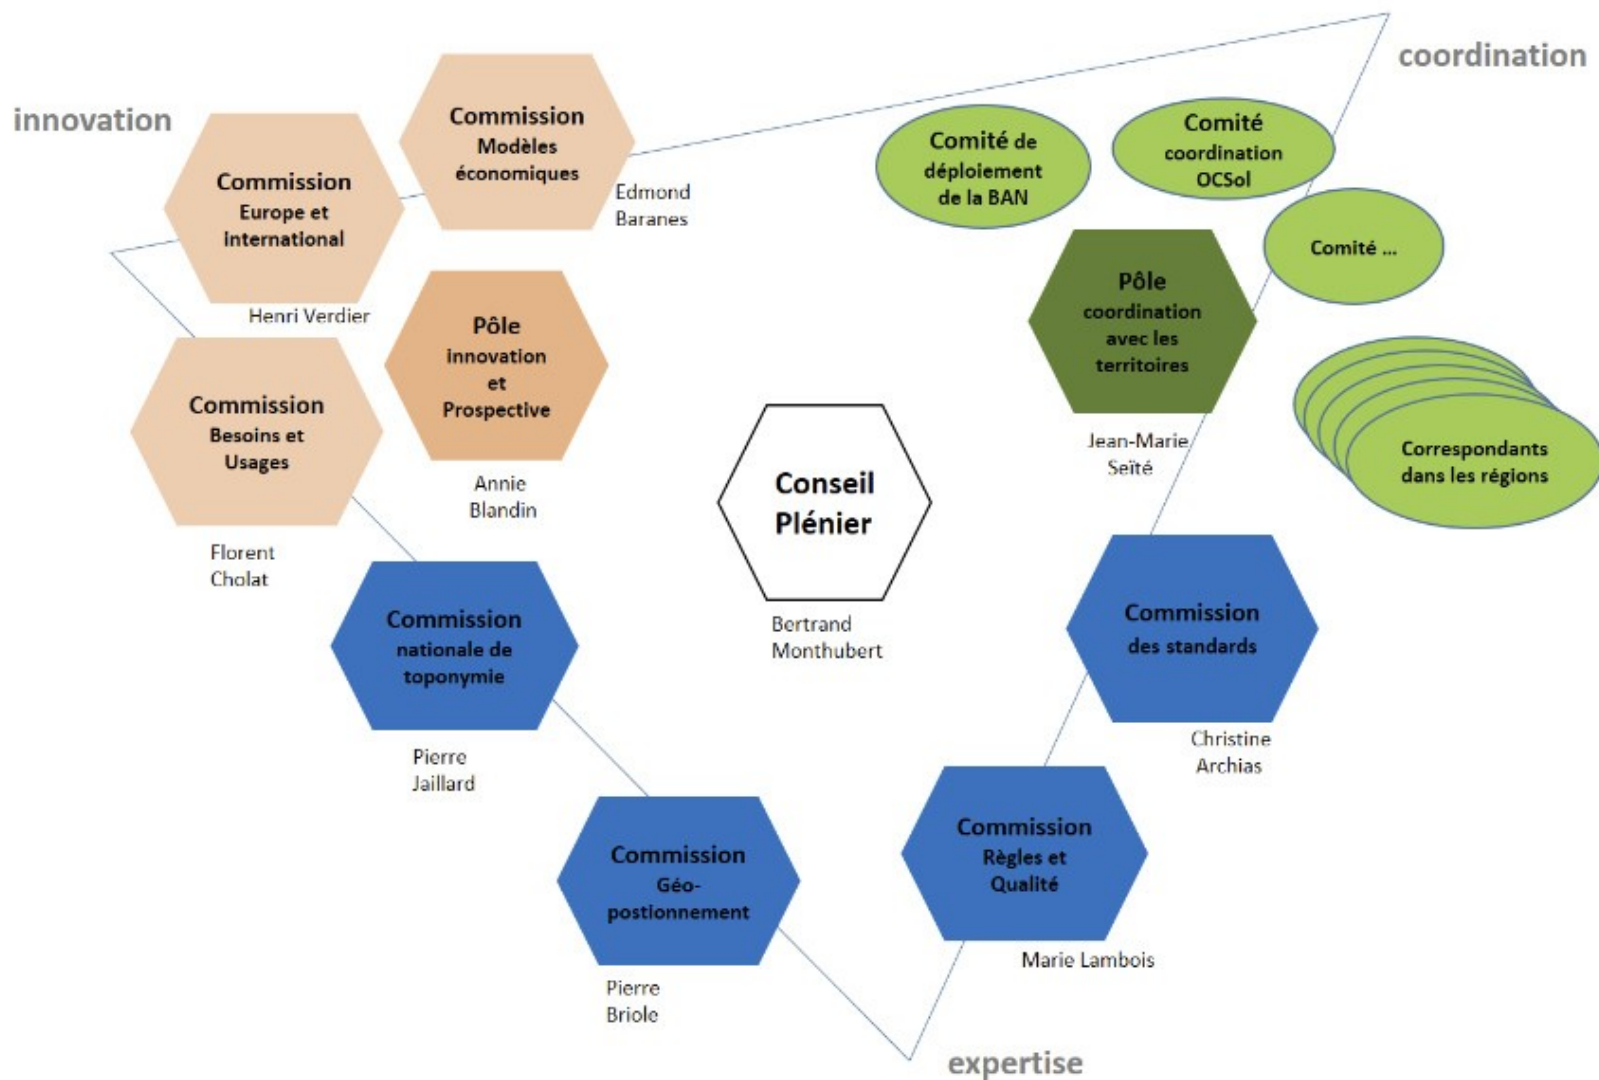 innovation
coordination
Commission
Modèles
économiques
Edmond
Baranes
Commission
Europe et
international
Henri Verdier
Comité de
déploiement
de la BAN
Comité
coordination
OCSol
Comité ...
Pôle
coordination
avec les
territoires
Jean-Marie
Seïté
Pôle
innovation
et
Prospective
Annie
Blandin
Commission
Besoins et
Usages
Florent
Cholat
Correspondants
dans les régions
Conseil
Plénier
Bertrand
Monthubert
Commission
nationale de
toponymie
Pierre
Jaillard
Commission
des standards
Christine
Archias
Commission
Géo-
postionnement
Pierre
Briole
Commission
Règles et
Qualité
Marie Lambois
expertise